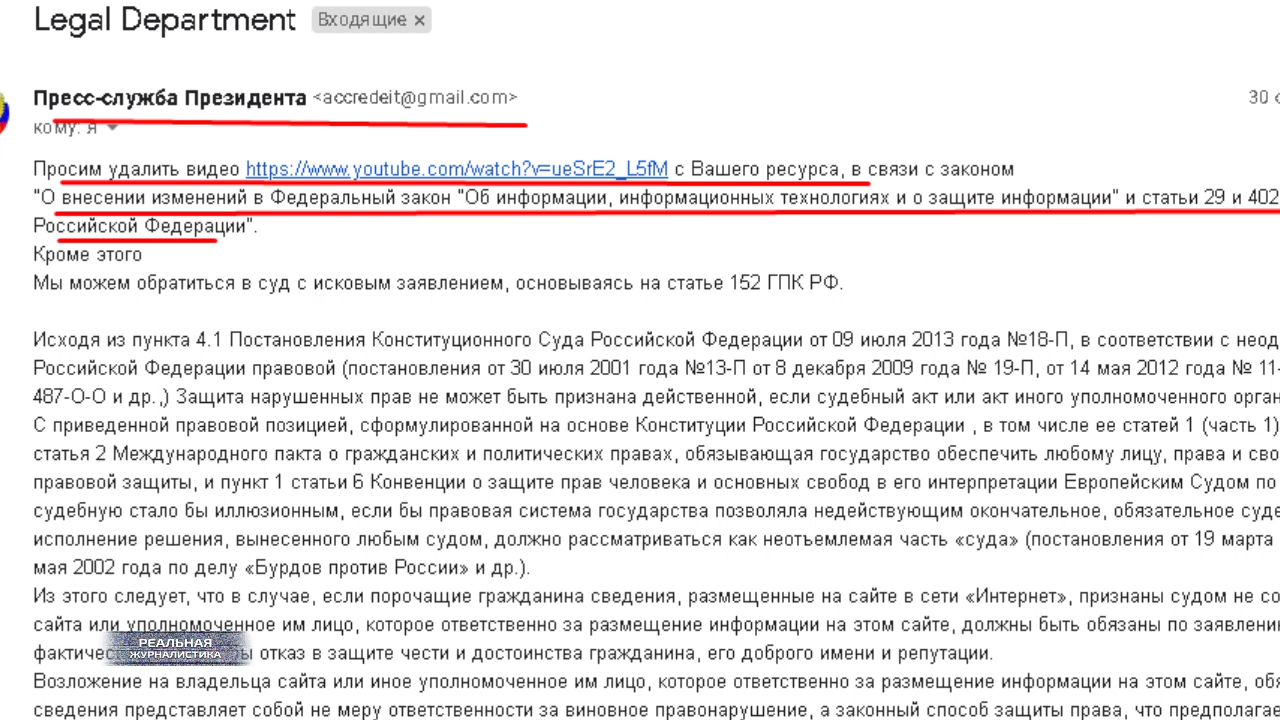 Legal Department Входящие ×
Пресс-служба Президента <accredeit@gmail.com> 30
кому: я
Просим удалить видео https://www.youtube.com/watch?v=ueSrE2_L5fM с Вашего ресурса, в связи с законом
"О внесении изменений в Федеральный закон "Об информации, информационных технологиях и о защите информации" и статьи 29 и 402
Российской Федерации".
Кроме этого
Мы можем обратиться в суд с исковым заявлением, основываясь на статье 152 ГПК РФ.
Исходя из пункта 4.1 Постановления Конституционного Суда Российской Федерации от 09 июля 2013 года №18-П, в соответствии с неод
Российской Федерации правовой (постановления от 30 июля 2001 года №13-П от 8 декабря 2009 года № 19-П, от 14 мая 2012 года № 11-
487-О-О и др.,) Защита нарушенных прав не может быть признана действенной, если судебный акт или акт иного уполномоченного орган
С приведенной правовой позицией, сформулированной на основе Конституции Российской Федерации , в том числе ее статей 1 (часть 1)
статья 2 Международного пакта о гражданских и политических правах, обязывающая государство обеспечить любому лицу, права и сво
правовой защиты, и пункт 1 статьи 6 Конвенции о защите прав человека и основных свобод в его интерпретации Европейским Судом по
судебную стало бы иллюзионным, если бы правовая система государства позволяла недействующим окончательное, обязательное суде
исполнение решения, вынесенного любым судом, должно рассматриваться как неотъемлемая часть «суда» (постановления от 19 марта
мая 2002 года по делу «Бурдов против России» и др.).
Из этого следует, что в случае, если порочащие гражданина сведения, размещенные на сайте в сети «Интернет», признаны судом не со
сайта или уполномоченное им лицо, которое ответственно за размещение информации на этом сайте, должны быть обязаны по заявлени
РЕАЛЬНАЯ
ЖУРНАЛИСТИКА
фактичес ы отказ в защите чести и достоинства гражданина, его доброго имени и репутации.
Возложение на владельца сайта или иное уполномоченное им лицо, которое ответственно за размещение информации на этом сайте, обя
сведения представляет собой не меру ответственности за виновное правонарушение, а законный способ защиты права, что предполагае